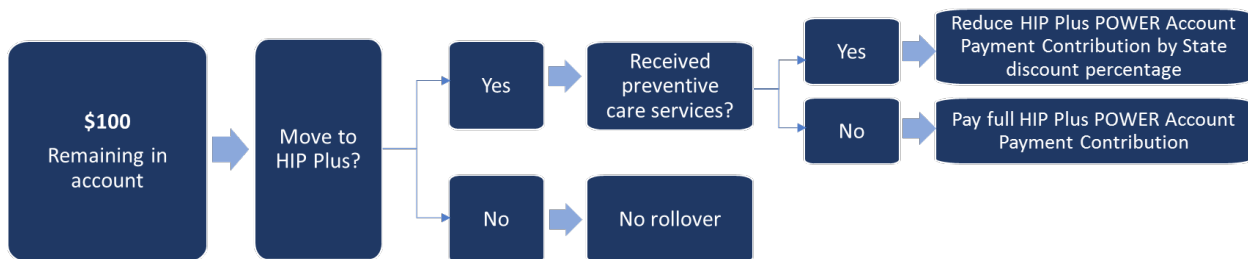 $100
Remaining in
account
Move to
HIP Plus?
Yes
Received
preventive
care services?
Yes
Reduce HIP Plus POWER Account
Payment Contribution by State
discount percentage
No
Pay full HIP Plus POWER Account
Payment Contribution
No
No rollover